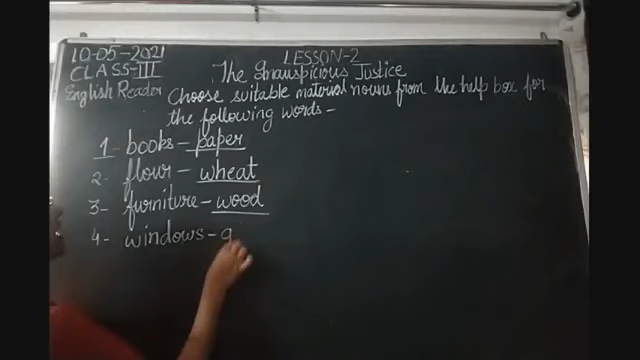 10-05-2021
CLASS-III
English Reader
LESSON-2
The Inauspicious Justice
Choose suitable material nouns from the help box for
the following words-
1- books - paper
2- flour - wheat
3- furniture - wood
4- windows - g